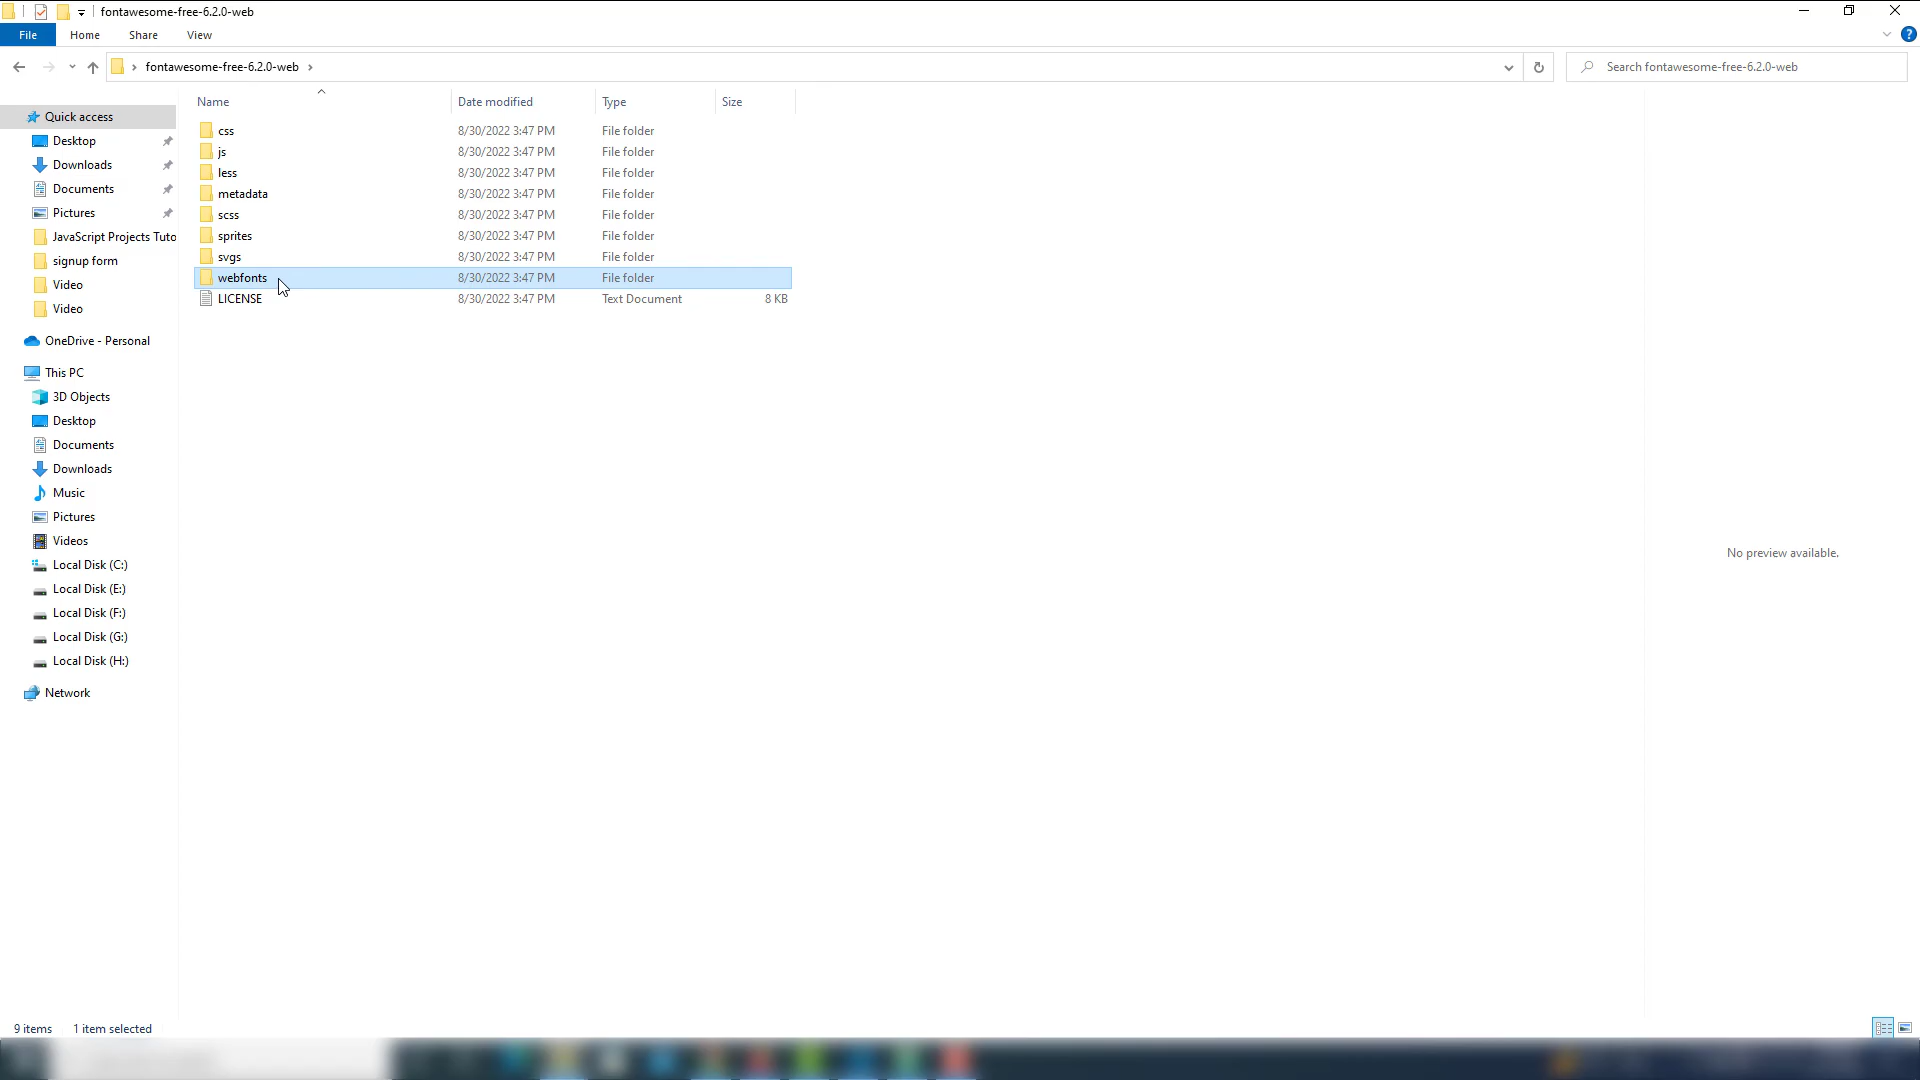 fontawesome-free-6.2.0-web
File Home Share View
fontawesome-free-6.2.0-web
Search fontawesome-free-6.2.0-web
Name Date modified Type Size
Quick access
Desktop
Downloads
Documents
Pictures
JavaScript Projects Tuto
signup form
Video
Video
OneDrive - Personal
This PC
3D Objects
Desktop
Documents
Downloads
Music
Pictures
Videos
Local Disk (C:)
Local Disk (E:)
Local Disk (F:)
Local Disk (G:)
Local Disk (H:)
Network
css 8/30/2022 3:47 PM File folder
js 8/30/2022 3:47 PM File folder
less 8/30/2022 3:47 PM File folder
metadata 8/30/2022 3:47 PM File folder
scss 8/30/2022 3:47 PM File folder
sprites 8/30/2022 3:47 PM File folder
svgs 8/30/2022 3:47 PM File folder
webfonts 8/30/2022 3:47 PM File folder
LICENSE 8/30/2022 3:47 PM Text Document 8 KB
No preview available.
9 items 1 item selected